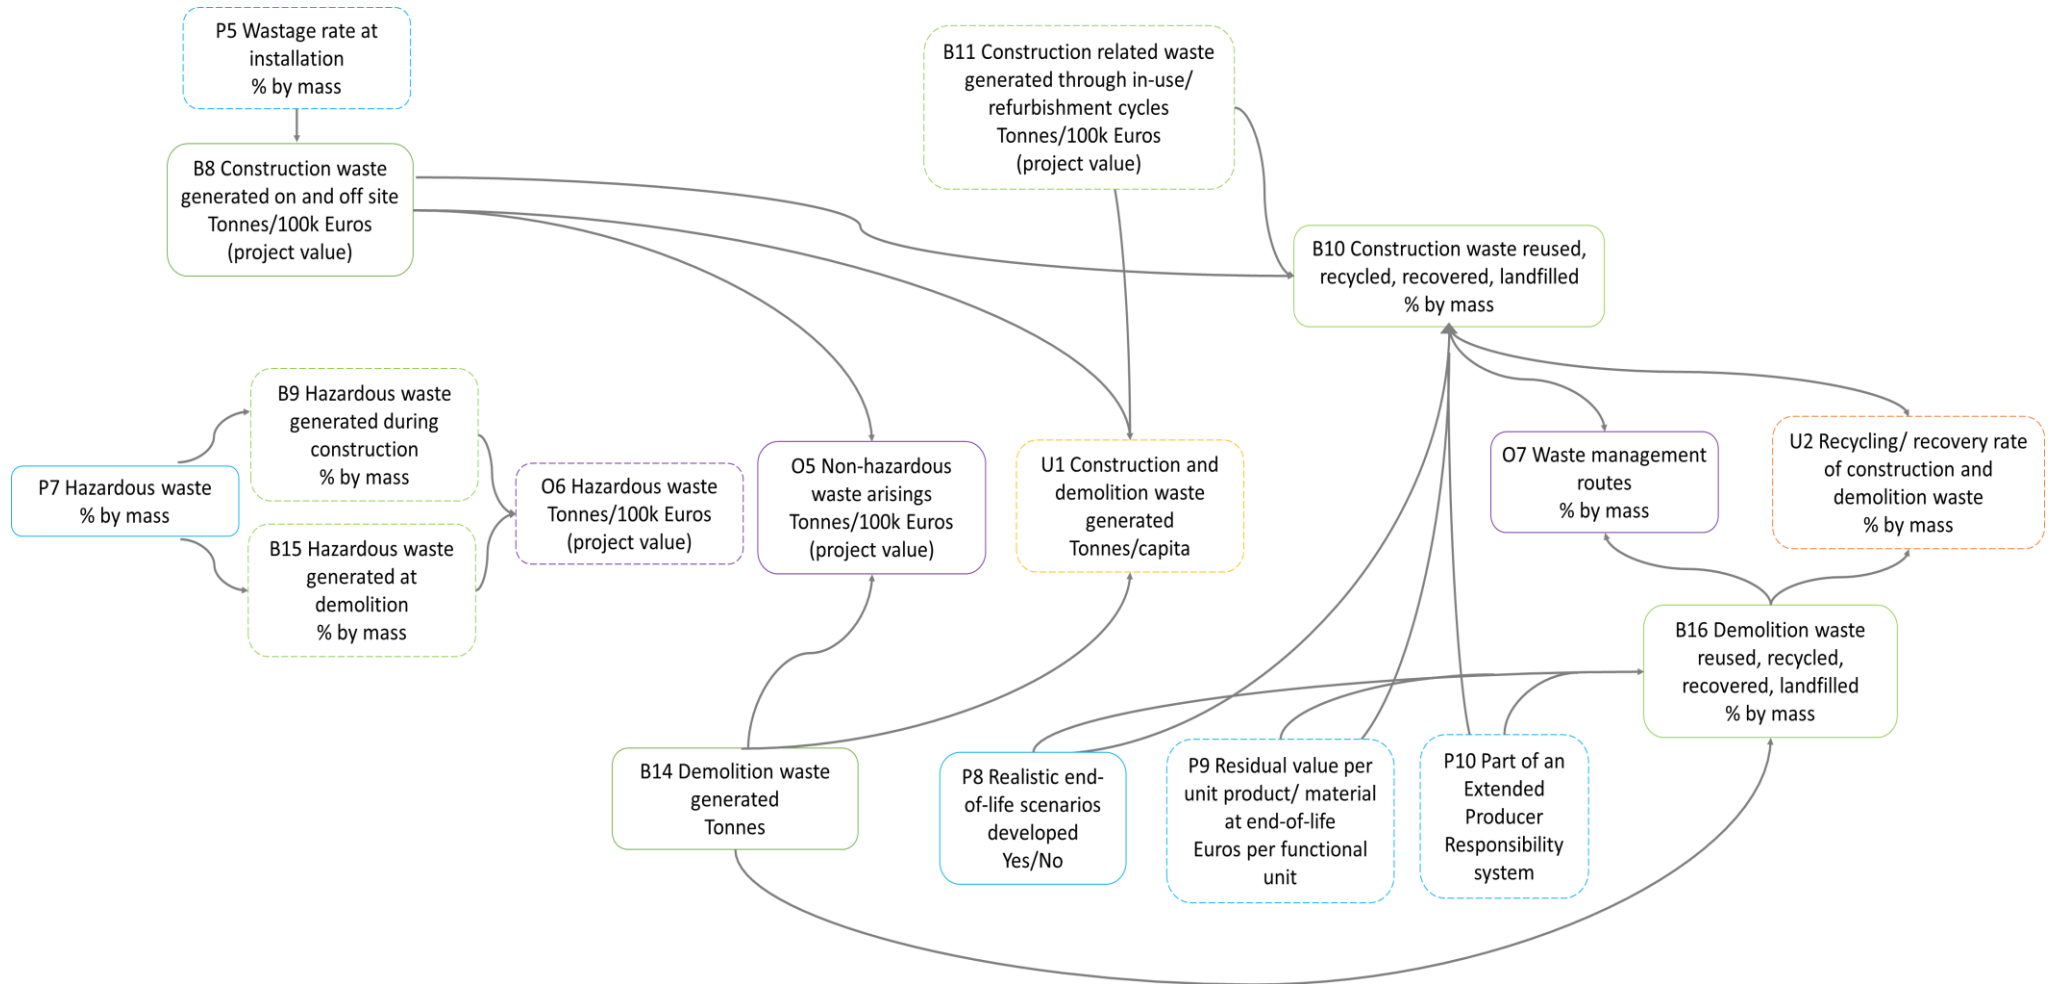 P5 Wastage rate at
installation
% by mass
B11 Construction related waste
generated through in-use/
refurbishment cycles
Tonnes/100k Euros
(project value)
B8 Construction waste
generated on and off site
Tonnes/100k Euros
(project value)
B10 Construction waste reused,
recycled, recovered, landfilled
% by mass
B9 Hazardous waste
generated during
construction
% by mass
P7 Hazardous waste
% by mass
B15 Hazardous waste
generated at
demolition
% by mass
O6 Hazardous waste
Tonnes/100k Euros
(project value)
O5 Non-hazardous
waste arisings
Tonnes/100k Euros
(project value)
U1 Construction and
demolition waste
generated
Tonnes/capita
O7 Waste management
routes
% by mass
U2 Recycling/ recovery rate
of construction and
demolition waste
% by mass
B16 Demolition waste
reused, recycled,
recovered, landfilled
% by mass
B14 Demolition waste
generated
Tonnes
P8 Realistic end-
of-life scenarios
developed
Yes/No
P9 Residual value per
unit product/ material
at end-of-life
Euros per functional
unit
P10 Part of an
Extended
Producer
Responsibility
system